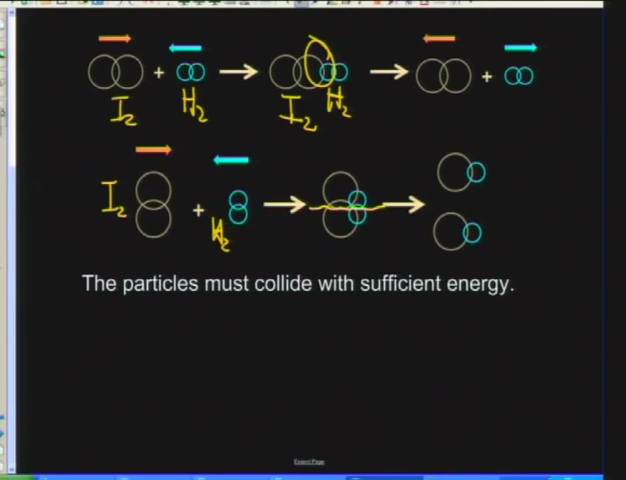 +
I₂ H₂ I₂ H₂ +
I₂ + H₂
The particles must collide with sufficient energy.